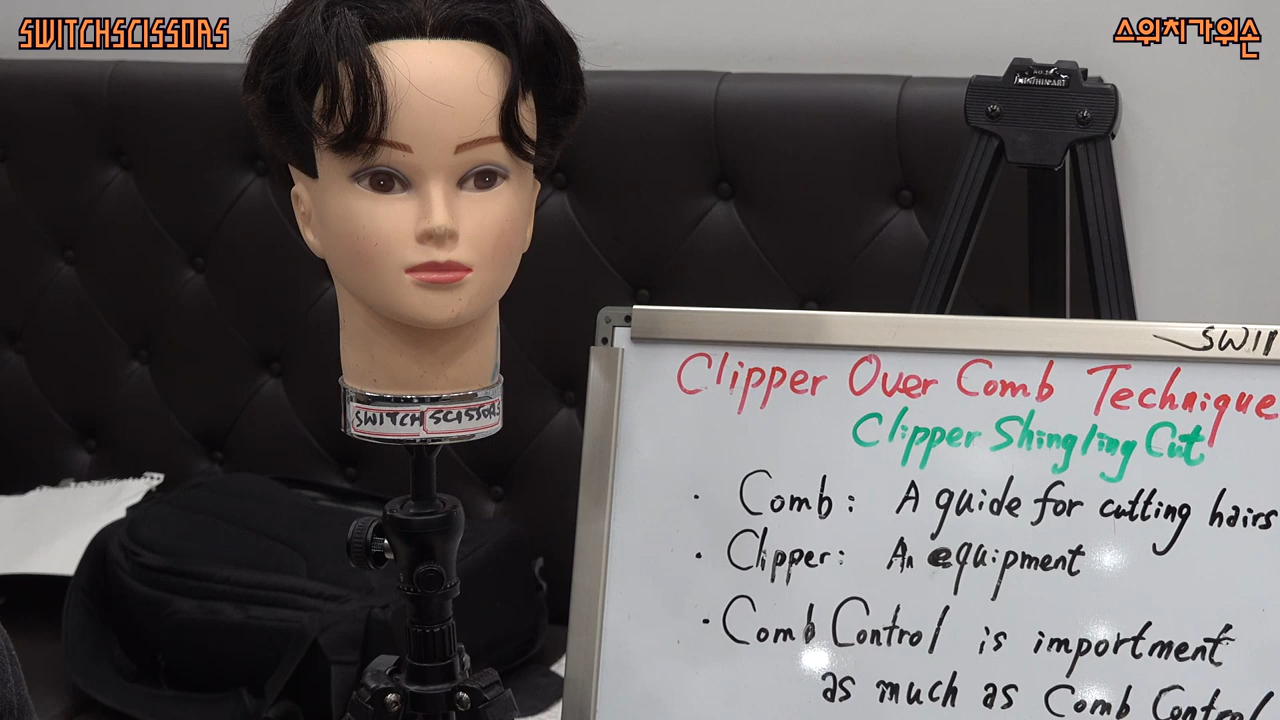 SWITCHSCISSORS
스위치가위손
Clipper Over Comb Technique
Clipper Shingling Cut
SWITCH SCISSORS
· Comb: A guide for cutting hairs
· Clipper: An equipment
· Comb Control is importment
as much as Comb Control